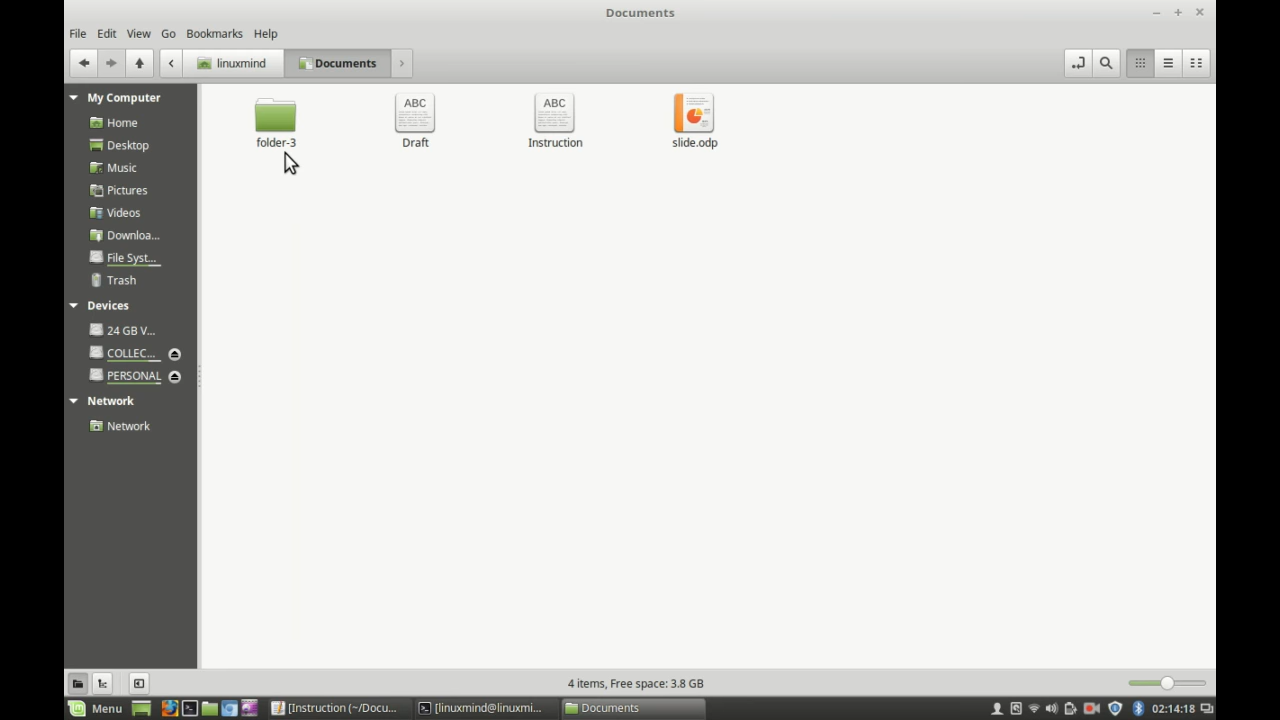 Documents
File Edit View Go Bookmarks Help
linuxmind Documents
My Computer
Home
Desktop
Music
Pictures
Videos
Downloa...
File Syst...
Trash
Devices
24 GB V...
COLLEC...
PERSONAL
Network
Network
ABC
folder-3
ABC
Draft
Instruction
slide.odp
4 items, Free space: 3.8 GB
Menu [Instruction (~/Docu... [linuxmind@linuxmi... Documents 02:14:18